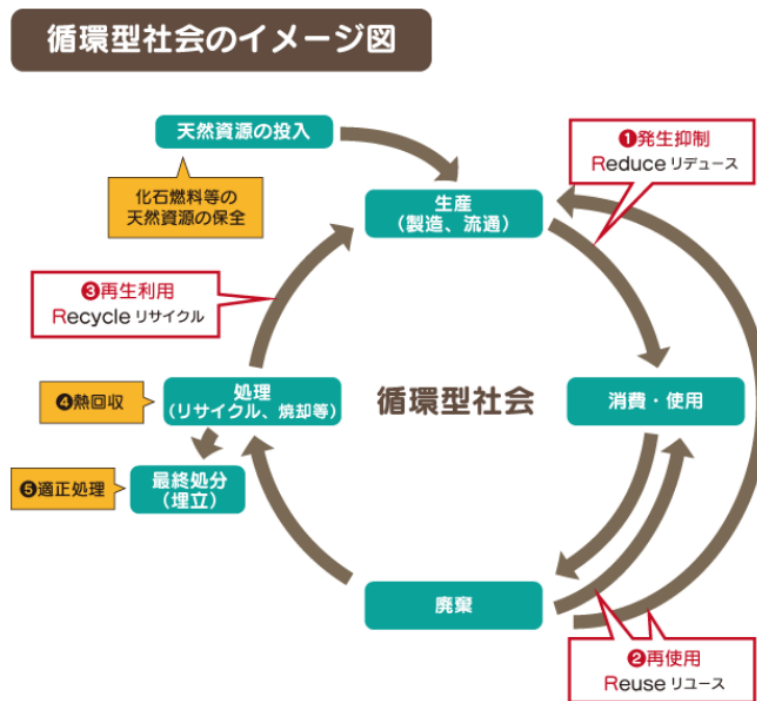 循環型社会のイメージ図
天然資源の投入
化石燃料等の
天然資源の保全
❶発生抑制
Reduce リデュース
生産
(製造、流通)
❸再生利用
Recycle リサイクル
❹熱回収
処理
(リサイクル、焼却等)
循環型社会
消費・使用
❺適正処理
最終処分
(埋立)
廃棄
❷再使用
Reuse リユース